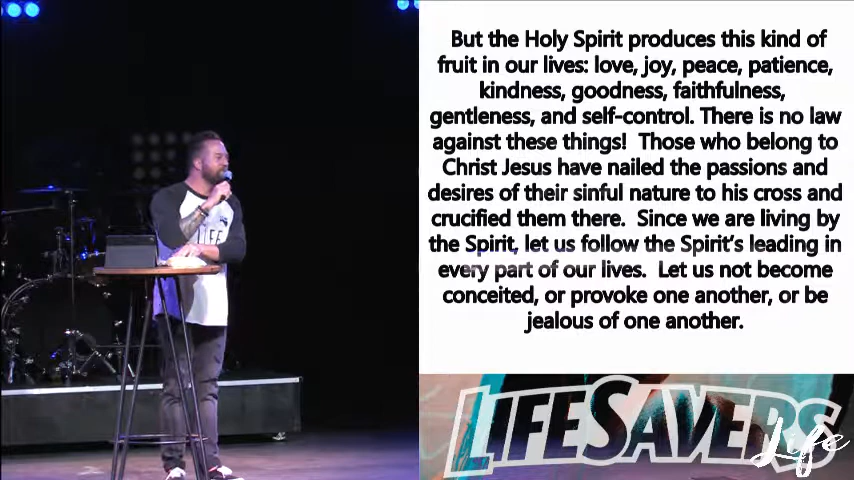 But the Holy Spirit produces this kind of
fruit in our lives: love, joy, peace, patience,
kindness, goodness, faithfulness,
gentleness, and self-control. There is no law
against these things!  Those who belong to
Christ Jesus have nailed the passions and
desires of their sinful nature to his cross and
crucified them there.  Since we are living by
the Spirit, let us follow the Spirit's leading in
every part of our lives.  Let us not become
conceited, or provoke one another, or be
jealous of one another.
LIFESAVERS
Life